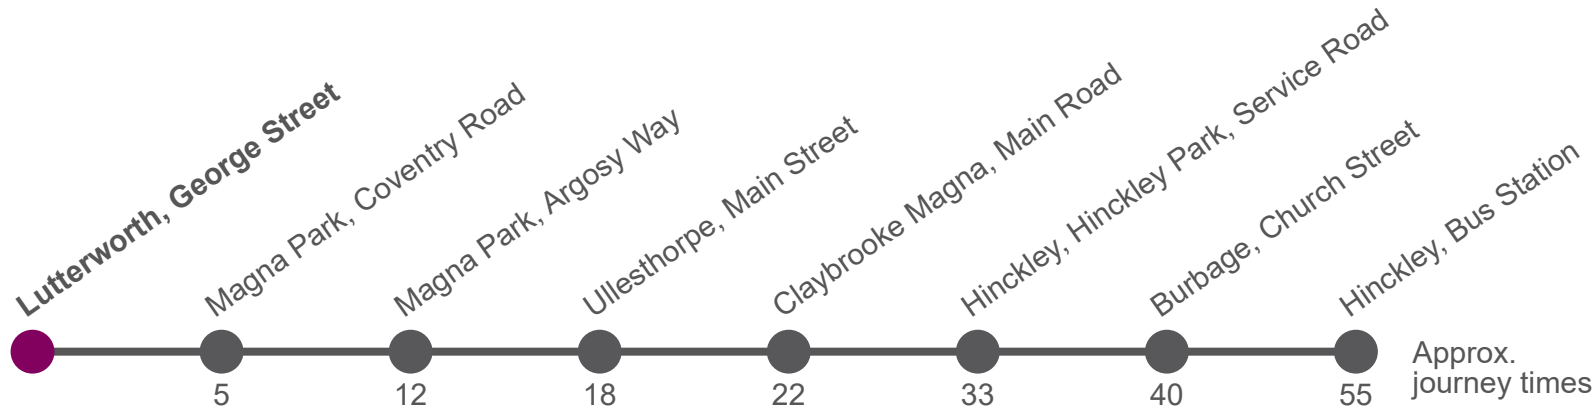 Lutterworth, George Street
Magna Park, Coventry Road
Magna Park, Argosy Way
Ullesthorpe, Main Street
Claybrooke Magna, Main Road
Hinckley, Hinckley Park, Service Road
Burbage, Church Street
Hinckley, Bus Station
5
12
18
22
33
40
55
Approx.
journey times